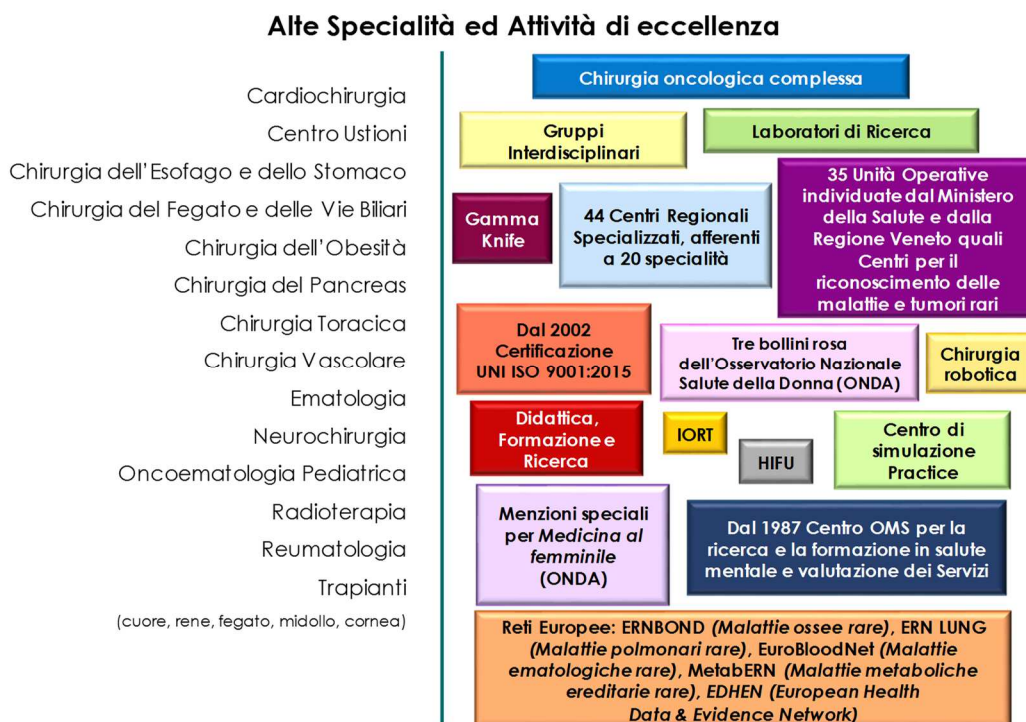 Alte Specialità ed Attività di eccellenza
Cardiochirurgia
Centro Ustioni
Chirurgia dell'Esofago e dello Stomaco
Chirurgia del Fegato e delle Vie Biliari
Chirurgia dell'Obesità
Chirurgia del Pancreas
Chirurgia Toracica
Chirurgia Vascolare
Ematologia
Neurochirurgia
Oncoematologia Pediatrica
Radioterapia
Reumatologia
Trapianti
(cuore, rene, fegato, midollo, cornea)
Chirurgia oncologica complessa
Gruppi
Interdisciplinari
Laboratori di Ricerca
Gamma
Knife
44 Centri Regionali
Specializzati, afferenti
a 20 specialità
35 Unità Operative
individuate dal Ministero
della Salute e dalla
Regione Veneto quali
Centri per il
riconoscimento delle
malattie e tumori rari
Dal 2002
Certificazione
UNI ISO 9001:2015
Tre bollini rosa
dell'Osservatorio Nazionale
Salute della Donna (ONDA)
Chirurgia
robotica
Didattica,
Formazione e
Ricerca
IORT
HIFU
Centro di
simulazione
Practice
Menzioni speciali
per Medicina al
femminile
(ONDA)
Dal 1987 Centro OMS per la
ricerca e la formazione in salute
mentale e valutazione dei Servizi
Reti Europee: ERNBOND (Malattie ossee rare), ERN LUNG
(Malattie polmonari rare), EuroBloodNet (Malattie
ematologiche rare), MetabERN (Malattie metaboliche
ereditarie rare), EDHEN (European Health
Data & Evidence Network)